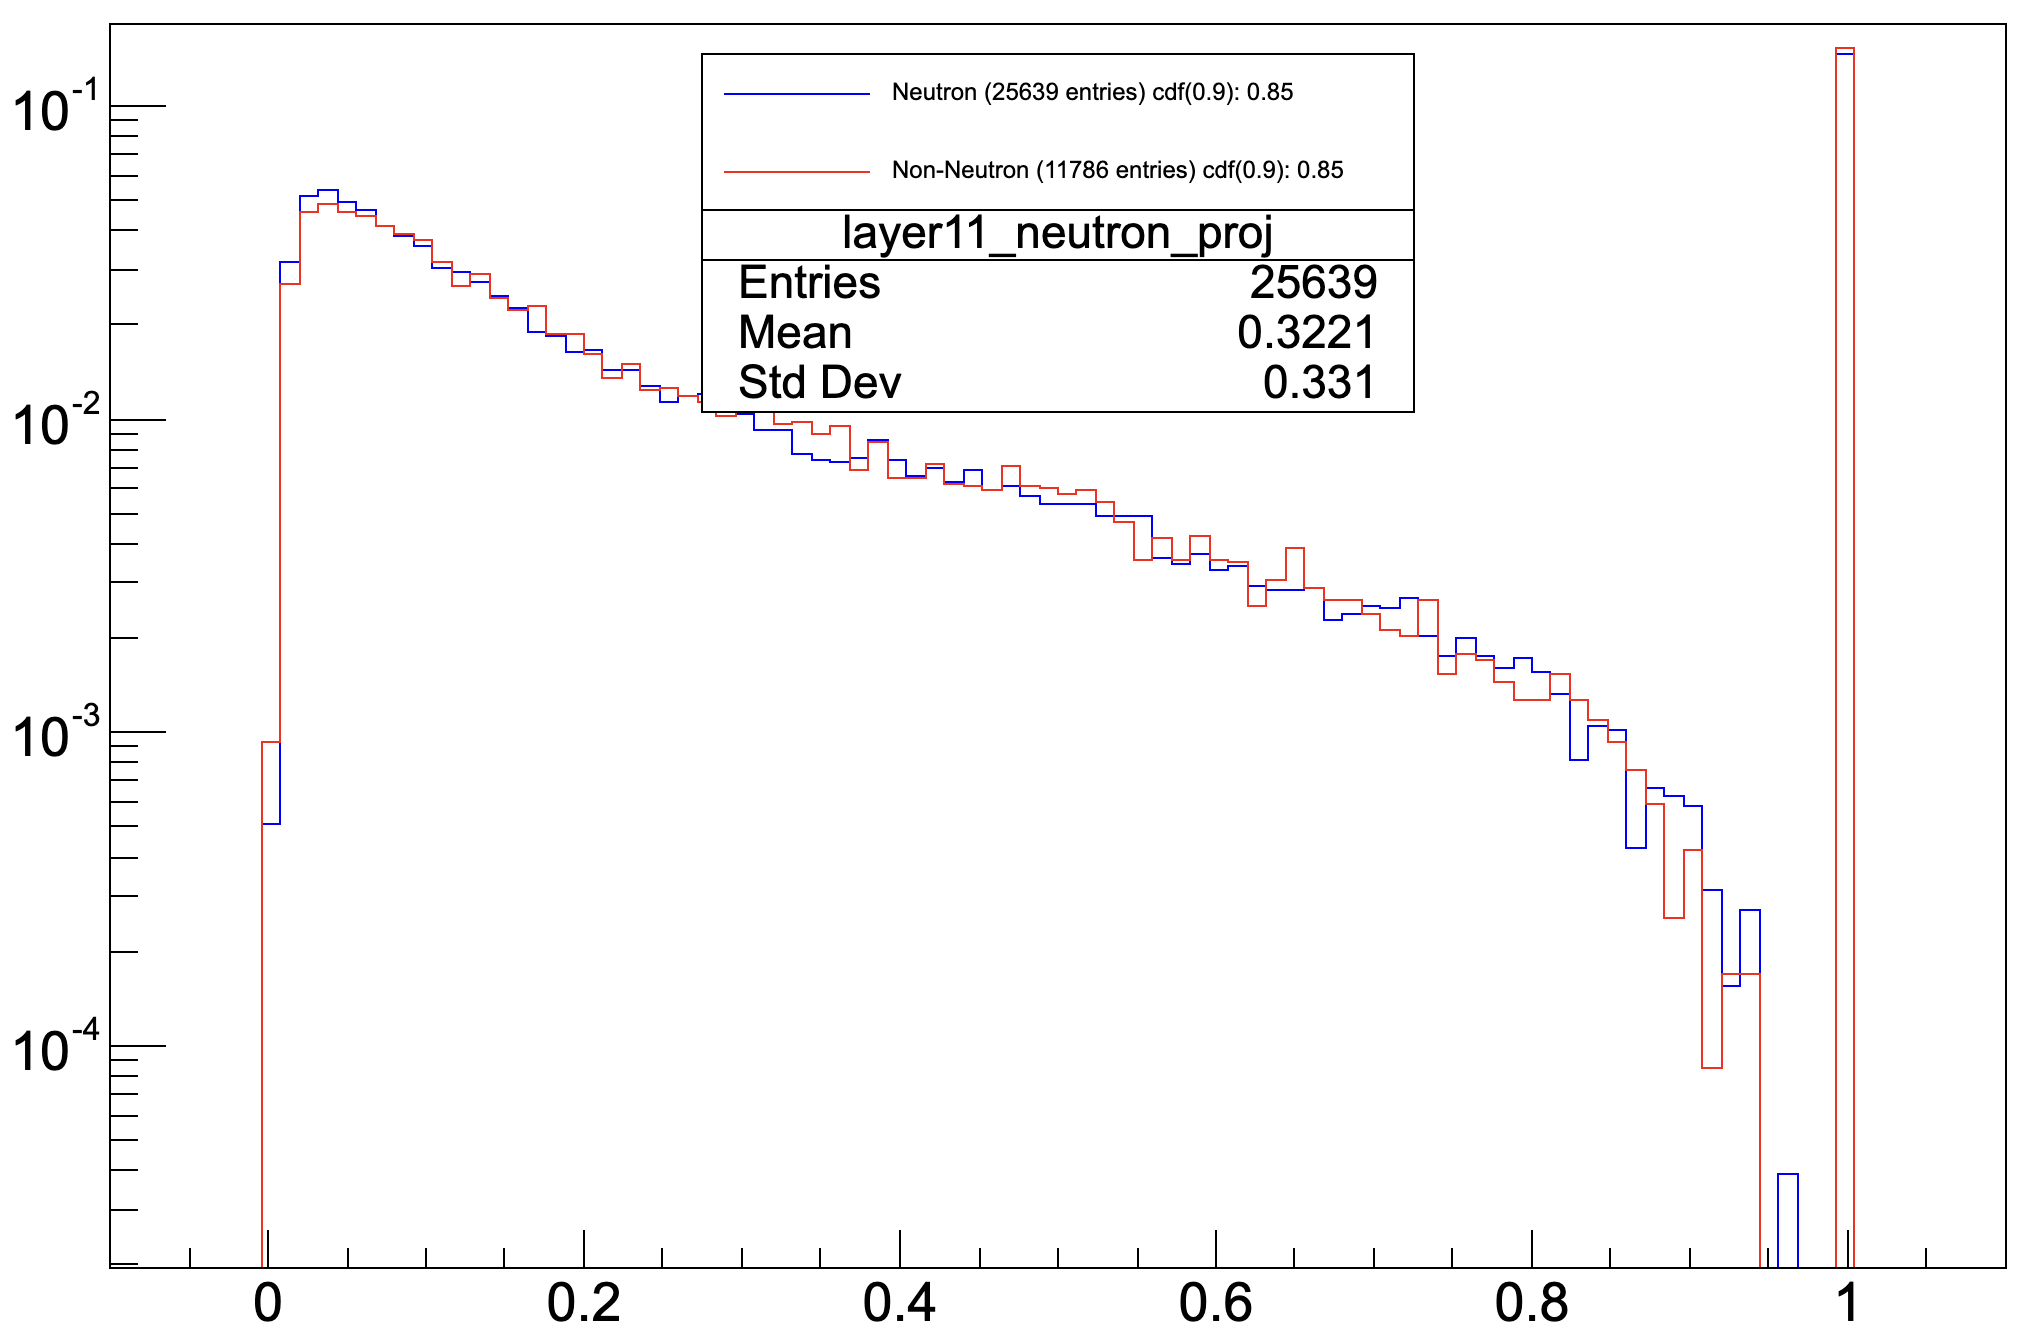 Neutron (25639 entries) cdf(0.9): 0.85
Non-Neutron (11786 entries) cdf(0.9): 0.85
layer11_neutron_proj
Entries 25639
Mean 0.3221
Std Dev 0.331
10^-1
10^-2
10^-3
10^-4
0 0.2 0.4 0.6 0.8 1